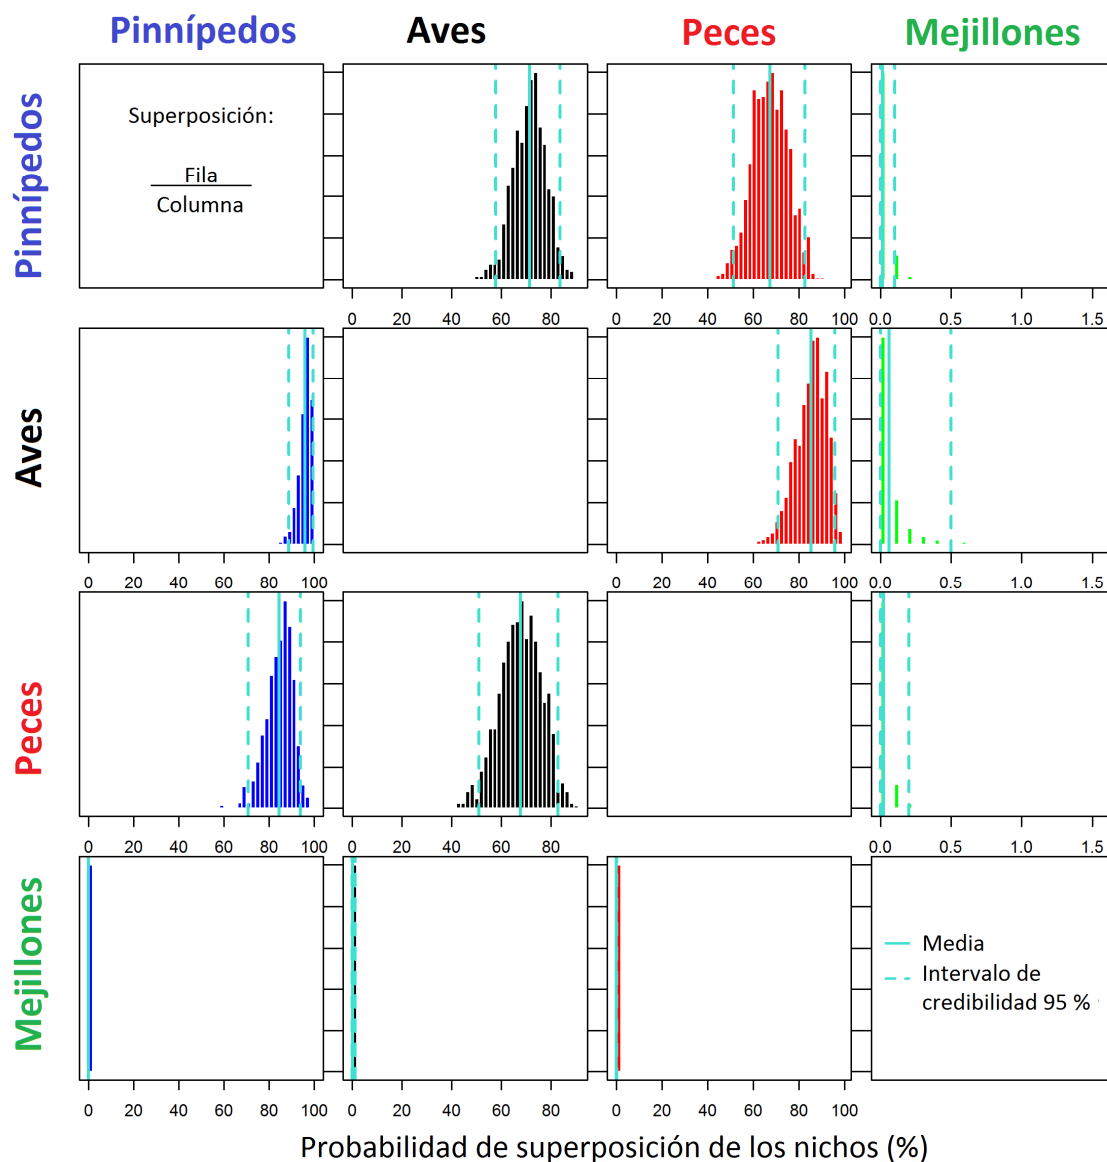 Pinnípedos Aves Peces Mejillones
Pinnípedos
Superposición:
Fila
Columna
0 20 40 60 80
0 20 40 60 80 100
0.0 0.5 1.0 1.5
Aves
0 20 40 60 80 100
0 20 40 60 80 100
0.0 0.5 1.0 1.5
Peces
0 20 40 60 80 100
0 20 40 60 80
0.0 0.5 1.0 1.5
Mejillones
Media
Intervalo de
credibilidad 95 %
0 20 40 60 80 100
0 20 40 60 80
0 20 40 60 80 100
Probabilidad de superposición de los nichos (%)